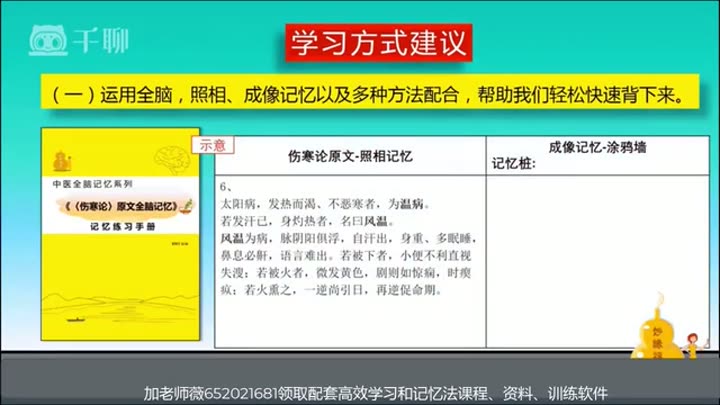 千聊
学习方式建议
（一）运用全脑，照相、成像记忆以及多种方法配合，帮助我们轻松快速背下来。
中医全脑记忆系列
《〈伤寒论〉原文全脑记忆》
记忆练习手册
示意
伤寒论原文-照相记忆
6、
太阳病，发热而渴、不恶寒者，为温病。
若发汗已，身灼热者，名曰风温。
风温为病，脉阴阳俱浮，自汗出，身重、多眠睡，
鼻息必鼾，语言难出。若被下者，小便不利直视
失溲；若被火者，微发黄色，剧则如惊痫，时瘈
疭；若火熏之，一逆尚引日，再逆促命期。
成像记忆-涂鸦墙
记忆桩:
加老师薇652021681领取配套高效学习和记忆法课程、资料、训练软件